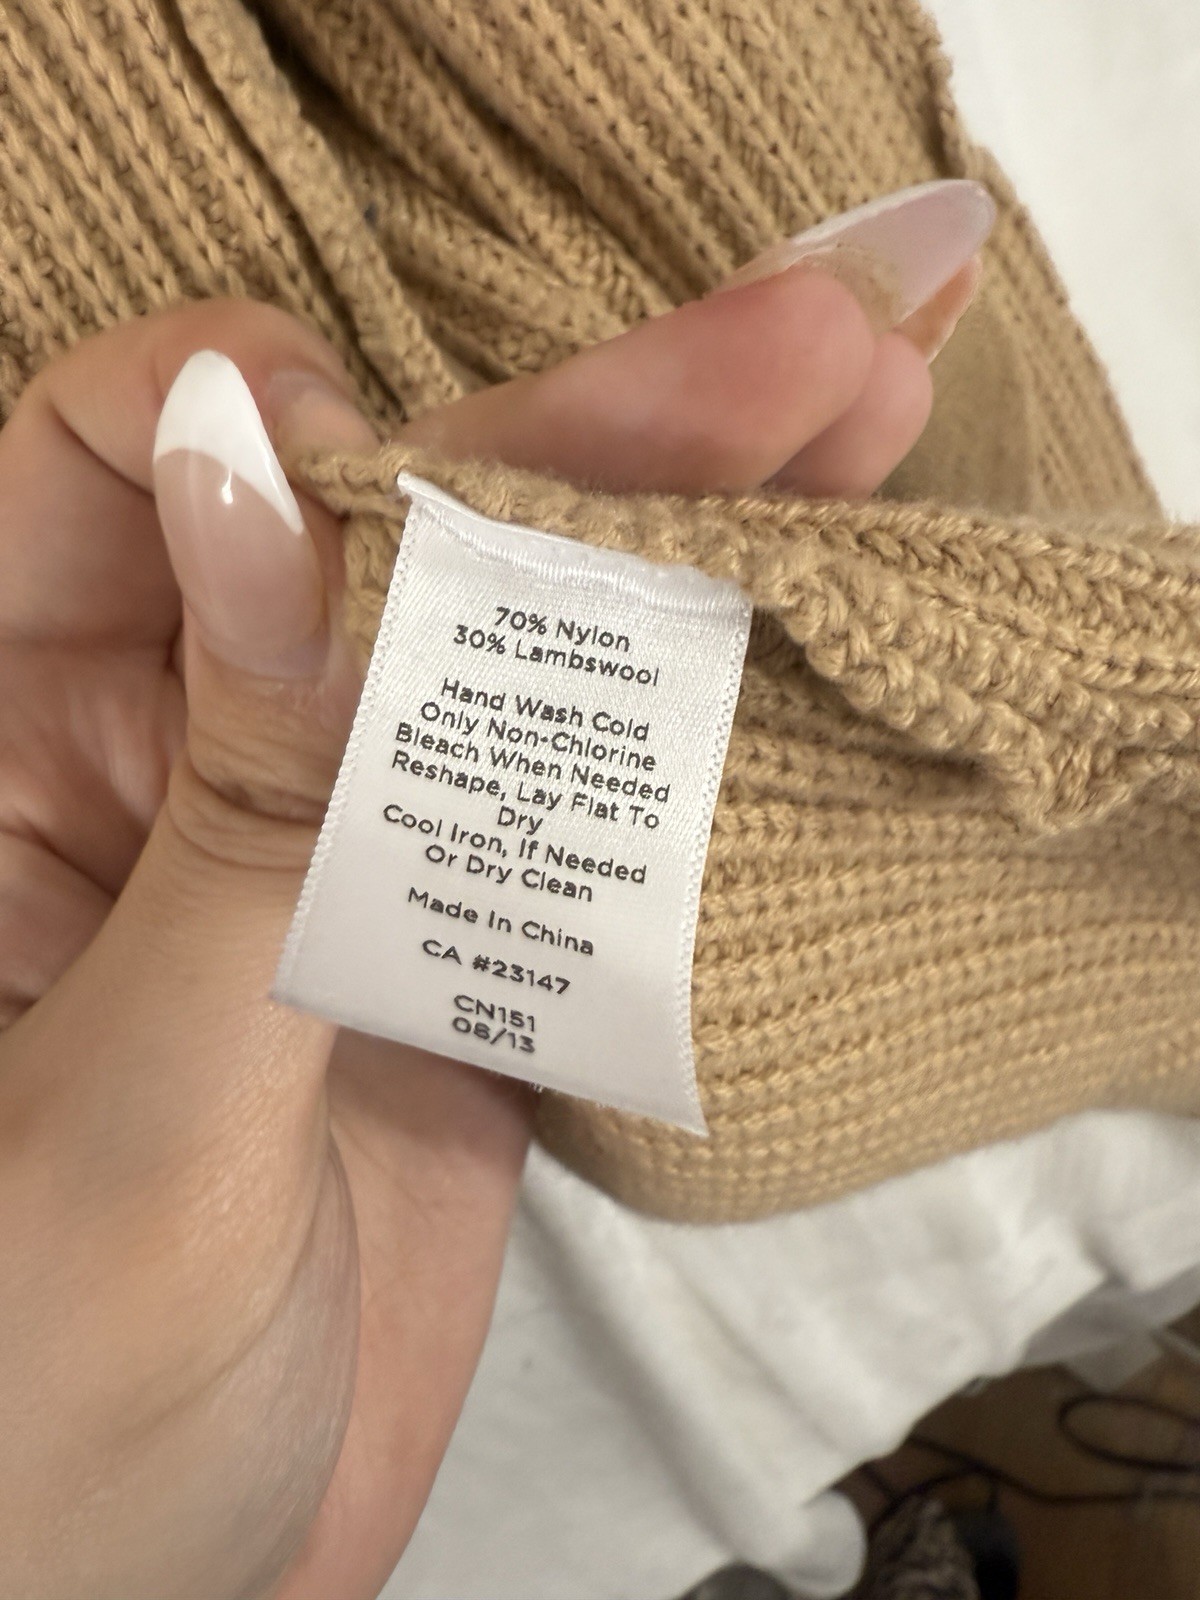 70% Nylon
30% Lambswool
Hand Wash Cold
Only Non-Chlorine
Bleach When Needed
Reshape, Lay Flat To
Dry
Cool Iron, If Needed
Or Dry Clean
Made In China
CA #23147
CN151
08/13